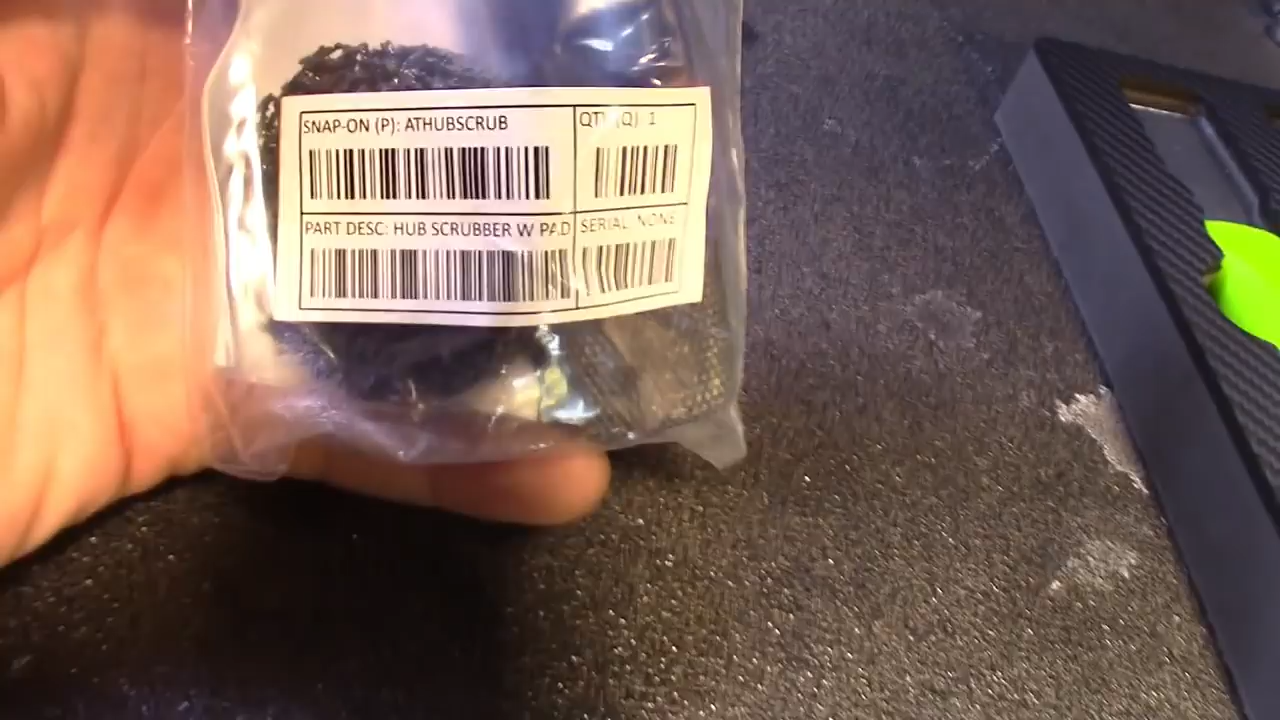 SNAP-ON (P): ATHUBSCRUB
QTY (Q) 1
PART DESC: HUB SCRUBBER W PAD
SERIAL: NONE